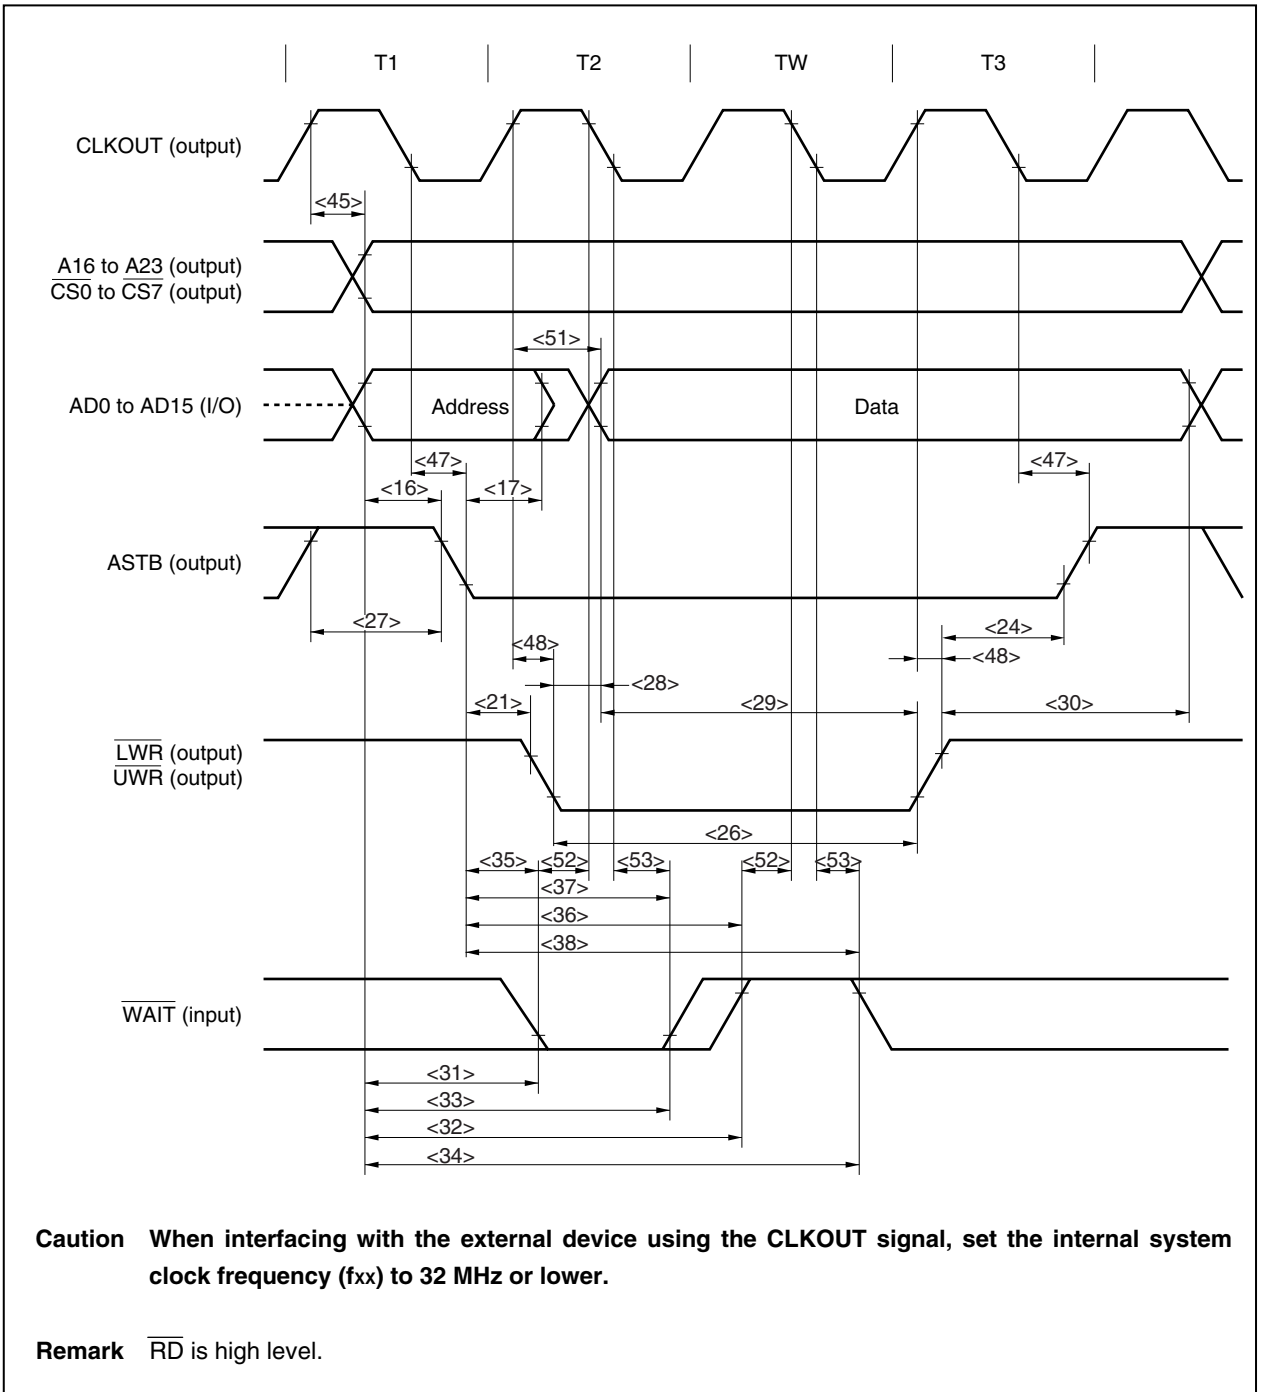 T1 T2 TW T3
CLKOUT (output)
<45>
A16 to A23 (output)
CS0 to CS7 (output)
<51>
AD0 to AD15 (I/O) Address Data
<47> <47>
<16> <17>
ASTB (output)
<27> <24>
<48> <48>
<28>
<21> <29> <30>
LWR (output)
UWR (output)
<26>
<35> <52> <53> <52> <53>
<37>
<36>
<38>
WAIT (input)
<31>
<33>
<32>
<34>
Caution When interfacing with the external device using the CLKOUT signal, set the internal system
clock frequency (fxx) to 32 MHz or lower.
Remark RD is high level.